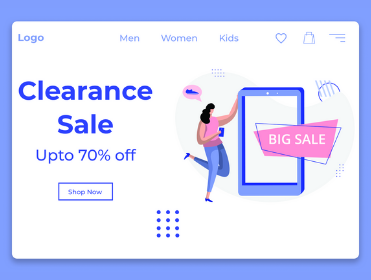 Logo
Men
Women
Kids
Clearance
Sale
Upto 70% off
Shop Now
BIG SALE